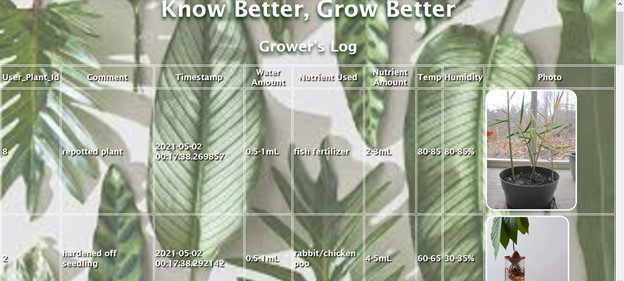 Know Better, Grow Better
Grower's Log
User_Plant_Id Comment Timestamp Water Amount Nutrient Used Nutrient Amount Temp Humidity Photo
8 repotted plant 2021-05-02 00:17:38.269857 0.5-1mL fish fertilizer 2-3mL 80-85 80-85%
2 hardened off seedling 2021-05-02 00:17:38.292142 0.5-1mL rabbit/chicken poo 4-5mL 60-65 30-35%